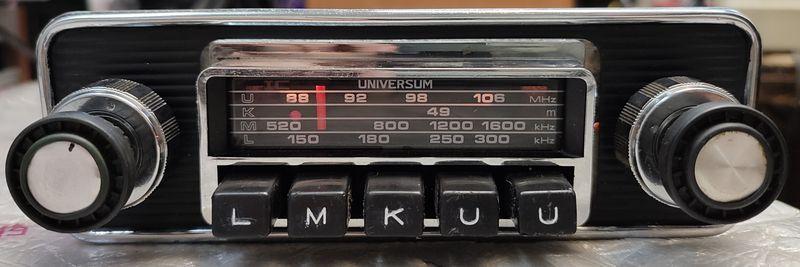 UNIVERSUM
U 88 92 98 106 MHz
K 49 m
M 520 800 1200 1600 kHz
L 150 180 250 300 kHz
L M K U U